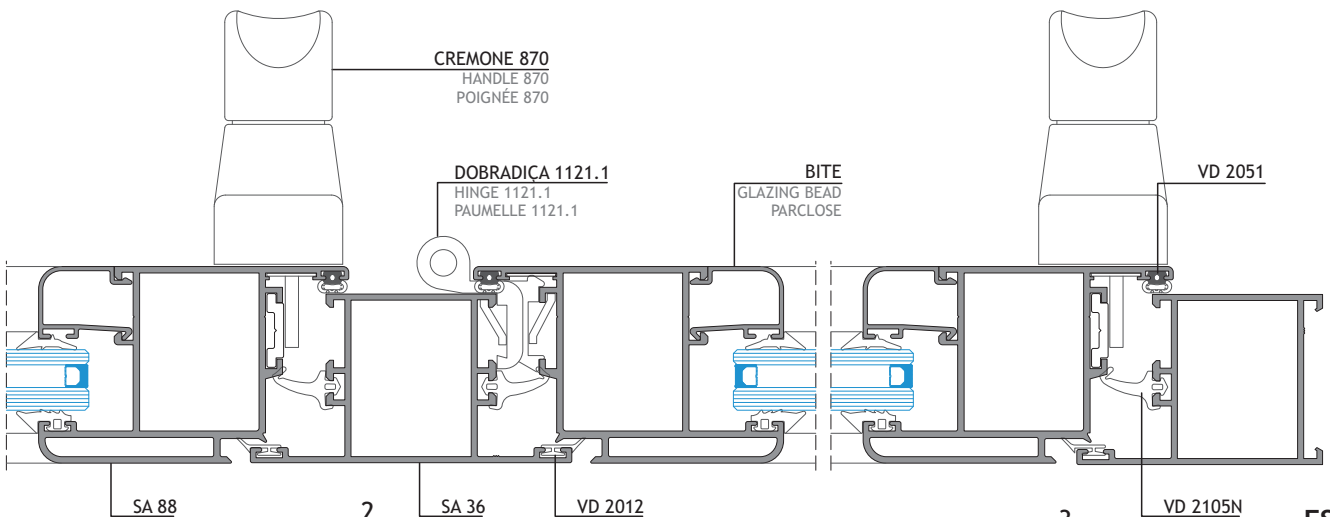 CREMONE 870
HANDLE 870
POIGNÉE 870
DOBRADIÇA 1121.1
HINGE 1121.1
PAUMELLE 1121.1
BITE
GLAZING BEAD
PARCLOSE
VD 2051
SA 88
2
SA 36
VD 2012
VD 2105N